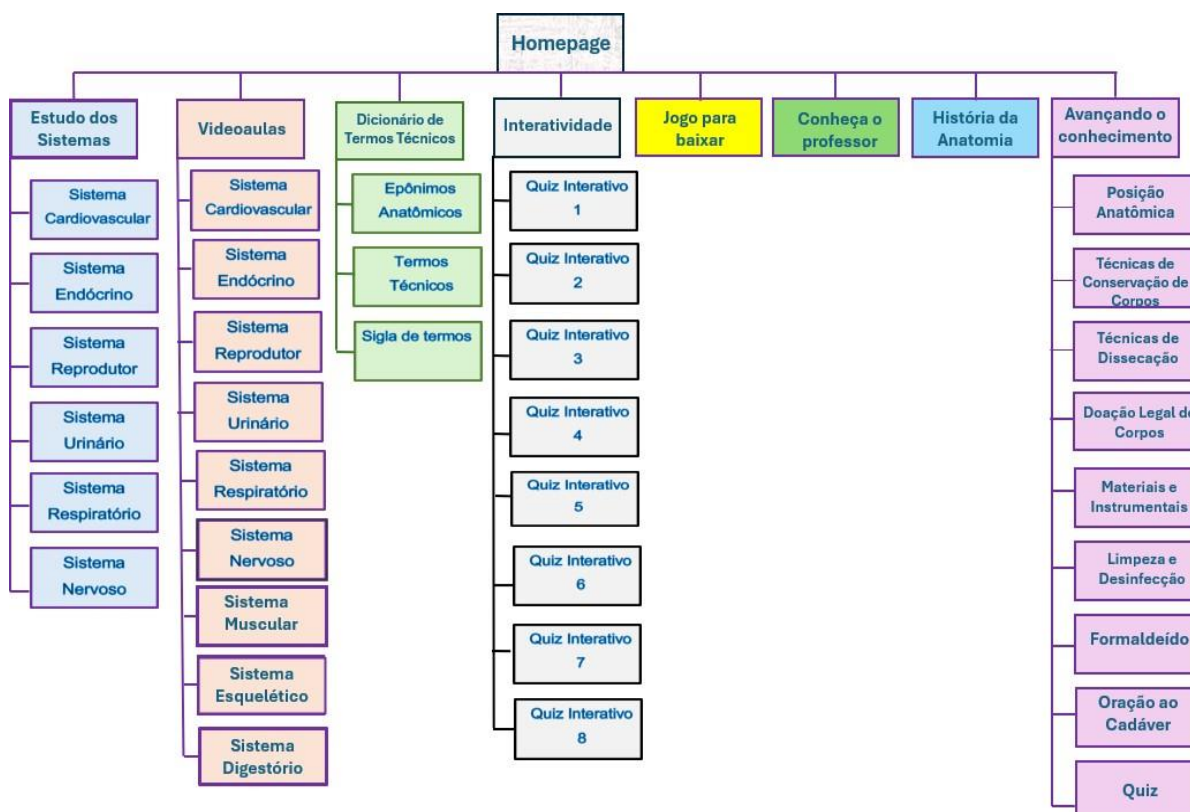 Homepage
Estudo dos
Sistemas
Sistema
Cardiovascular
Sistema
Endócrino
Sistema
Reprodutor
Sistema
Urinário
Sistema
Respiratório
Sistema
Nervoso
Videoaulas
Sistema
Cardiovascular
Sistema
Endócrino
Sistema
Reprodutor
Sistema
Urinário
Sistema
Respiratório
Sistema
Nervoso
Sistema
Muscular
Sistema
Esquelético
Sistema
Digestório
Dicionário de
Termos Técnicos
Epônimos
Anatômicos
Termos
Técnicos
Sigla de termos
Interatividade
Quiz Interativo
1
Quiz Interativo
2
Quiz Interativo
3
Quiz Interativo
4
Quiz Interativo
5
Quiz Interativo
6
Quiz Interativo
7
Quiz Interativo
8
Jogo para
baixar
Conheça o
professor
História da
Anatomia
Avançando o
conhecimento
Posição
Anatômica
Técnicas de
Conservação de
Corpos
Técnicas de
Dissecação
Doação Legal de
Corpos
Materiais e
Instrumentais
Limpeza e
Desinfecção
Formaldeído
Oração ao
Cadáver
Quiz